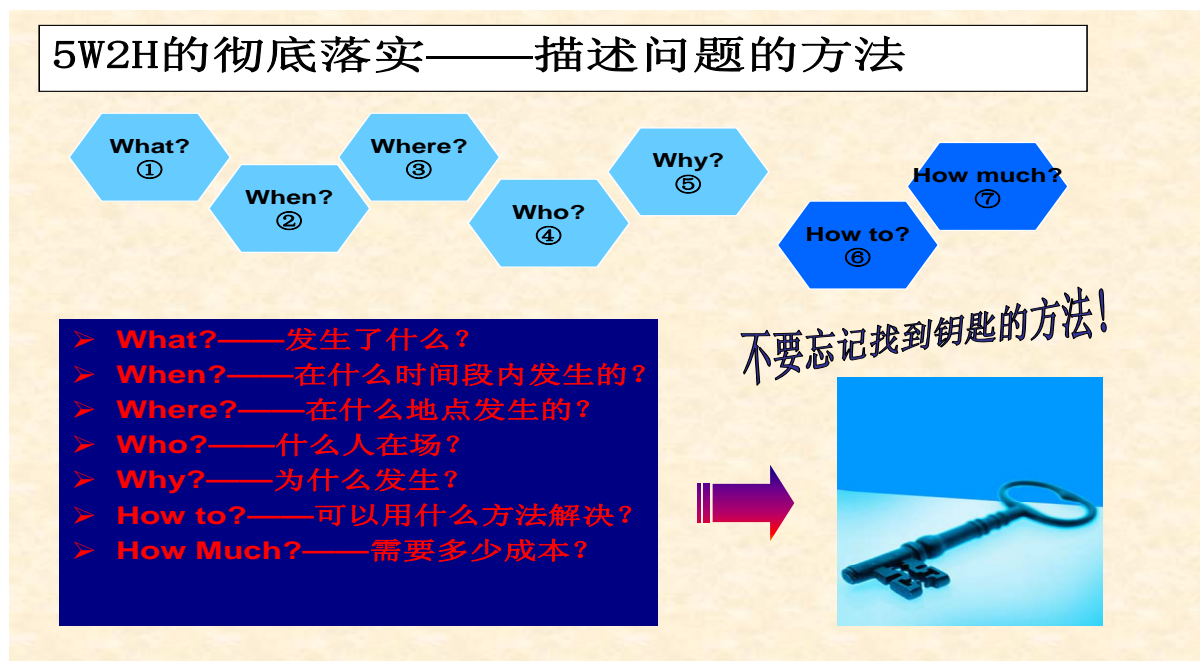 5W2H的彻底落实——描述问题的方法
What?
①
When?
②
Where?
③
Who?
④
Why?
⑤
How to?
⑥
How much?
⑦
➢ What?——发生了什么?
➢ When?——在什么时间段内发生的?
➢ Where?——在什么地点发生的?
➢ Who?——什么人在场?
➢ Why?——为什么发生?
➢ How to?——可以用什么方法解决?
➢ How Much?——需要多少成本?
不要忘记找到钥匙的方法!